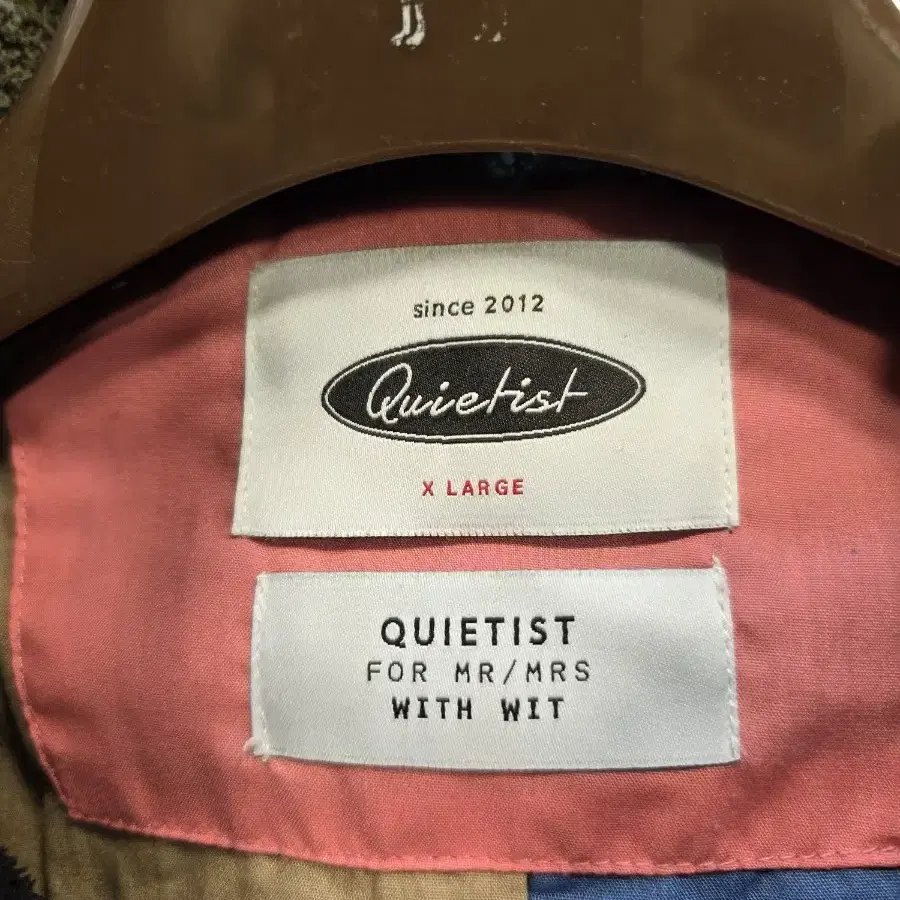 since 2012
Quietist
X LARGE
QUIETIST
FOR MR/MRS
WITH WIT